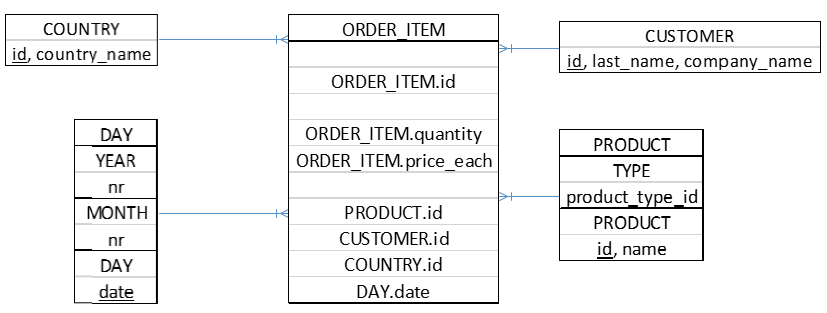 COUNTRY
id, country_name
ORDER_ITEM
ORDER_ITEM.id
ORDER_ITEM.quantity
ORDER_ITEM.price_each
PRODUCT.id
CUSTOMER.id
COUNTRY.id
DAY.date
CUSTOMER
id, last_name, company_name
DAY
YEAR
nr
MONTH
nr
DAY
date
PRODUCT
TYPE
product_type_id
PRODUCT
id, name